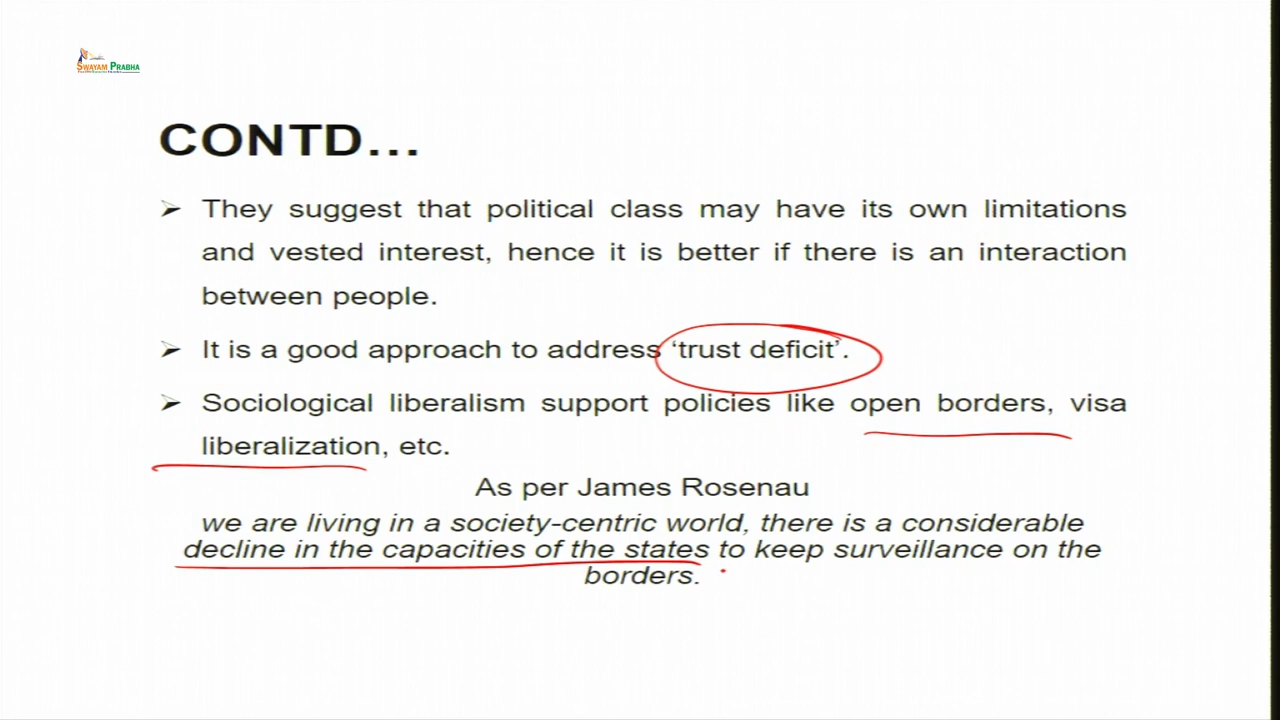 SWAYAM PRABHA
CONTD...
➤ They suggest that political class may have its own limitations
and vested interest, hence it is better if there is an interaction
between people.
➤ It is a good approach to address ‘trust deficit’.
➤ Sociological liberalism support policies like open borders, visa
liberalization, etc.
As per James Rosenau
we are living in a society-centric world, there is a considerable
decline in the capacities of the states to keep surveillance on the
borders.